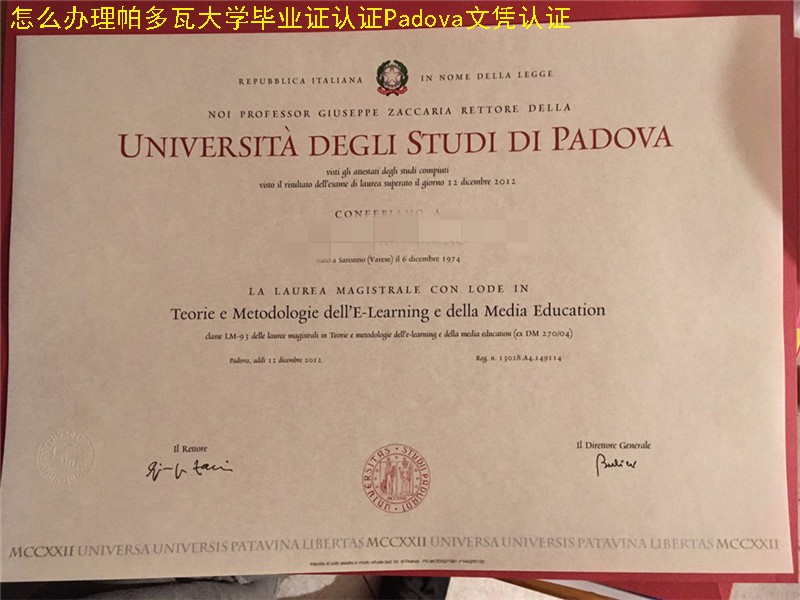 怎么办理帕多瓦大学毕业证认证Padova文凭认证
REPUBBLICA ITALIANA IN NOME DELLA LEGGE
NOI PROFESSOR GIUSEPPE ZACCARIA RETTORE DELLA
UNIVERSITÀ DEGLI STUDI DI PADOVA
visti gli attestati degli studi compiuti
visto il risultato dell'esame di laurea superato il giorno 12 dicembre 2012
CONFERIAMO A
nato a Saronno (Varese) il 6 dicembre 1974
LA LAUREA MAGISTRALE CON LODE IN
Teorie e Metodologie dell'E-Learning e della Media Education
classe LM-93 delle lauree magistrali in Teorie e metodologie dell'e-learning e della media education (ex DM 270/04)
Padova, addì 12 dicembre 2012 Reg. n. 13028.A4.149114
Il Rettore Il Direttore Generale
UNIVERSITAS STUDII PADUANI
MCCXXII UNIVERSA UNIVERSIS PATAVINA LIBERTAS MCCXXII UNIVERSA UNIVERSIS PATAVINA LIBERTAS MCCXXII